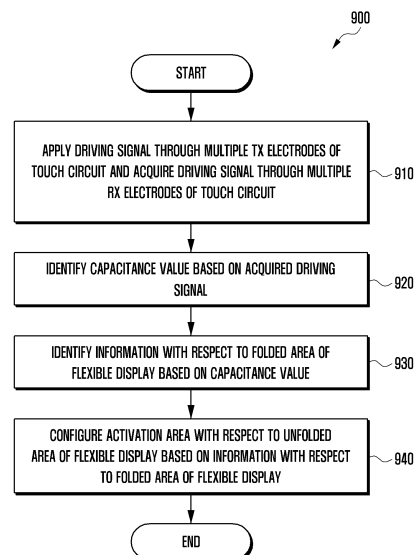 900
START
APPLY DRIVING SIGNAL THROUGH MULTIPLE TX ELECTRODES OF
TOUCH CIRCUIT AND ACQUIRE DRIVING SIGNAL THROUGH MULTIPLE
RX ELECTRODES OF TOUCH CIRCUIT
910
IDENTIFY CAPACITANCE VALUE BASED ON ACQUIRED DRIVING
SIGNAL
920
IDENTIFY INFORMATION WITH RESPECT TO FOLDED AREA OF
FLEXIBLE DISPLAY BASED ON CAPACITANCE VALUE
930
CONFIGURE ACTIVATION AREA WITH RESPECT TO UNFOLDED
AREA OF FLEXIBLE DISPLAY BASED ON INFORMATION WITH RESPECT
TO FOLDED AREA OF FLEXIBLE DISPLAY
940
END